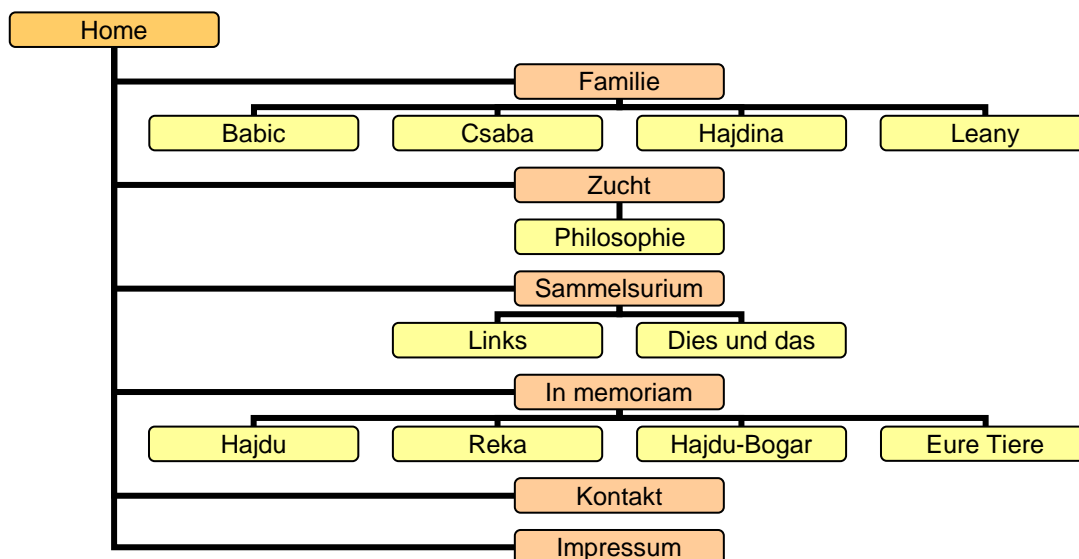 Home
Familie
Babic
Csaba
Hajdina
Leany
Zucht
Philosophie
Sammelsurium
Links
Dies und das
In memoriam
Hajdu
Reka
Hajdu-Bogar
Eure Tiere
Kontakt
Impressum